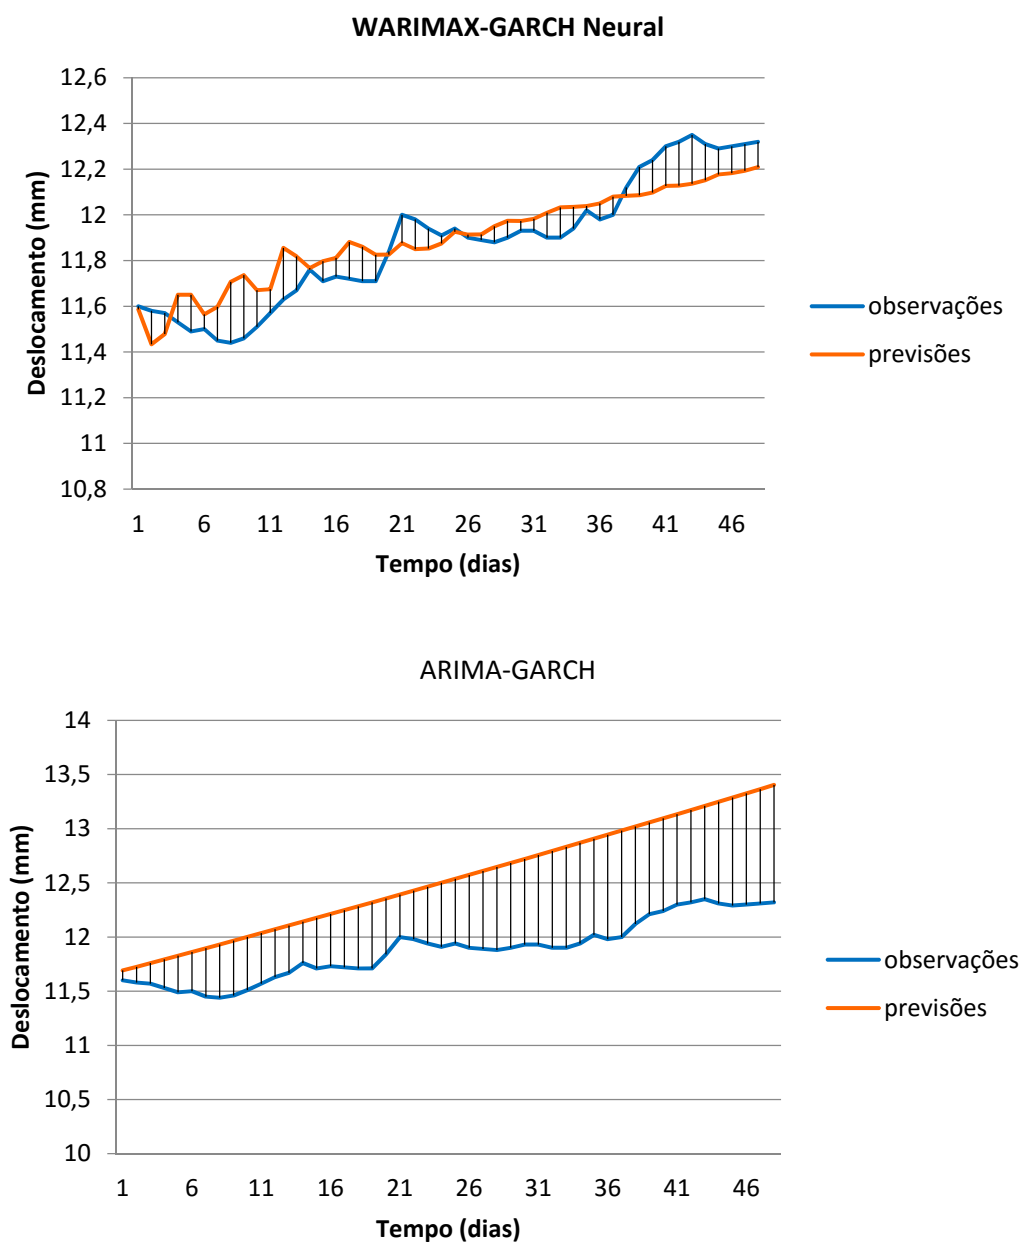 WARIMAX-GARCH Neural
12,6
12,4
12,2
12
11,8
11,6
11,4
11,2
11
10,8
Deslocamento (mm)
1 6 11 16 21 26 31 36 41 46
Tempo (dias)
observações
previsões
ARIMA-GARCH
14
13,5
13
12,5
12
11,5
11
10,5
10
Deslocamento (mm)
1 6 11 16 21 26 31 36 41 46
Tempo (dias)
observações
previsões